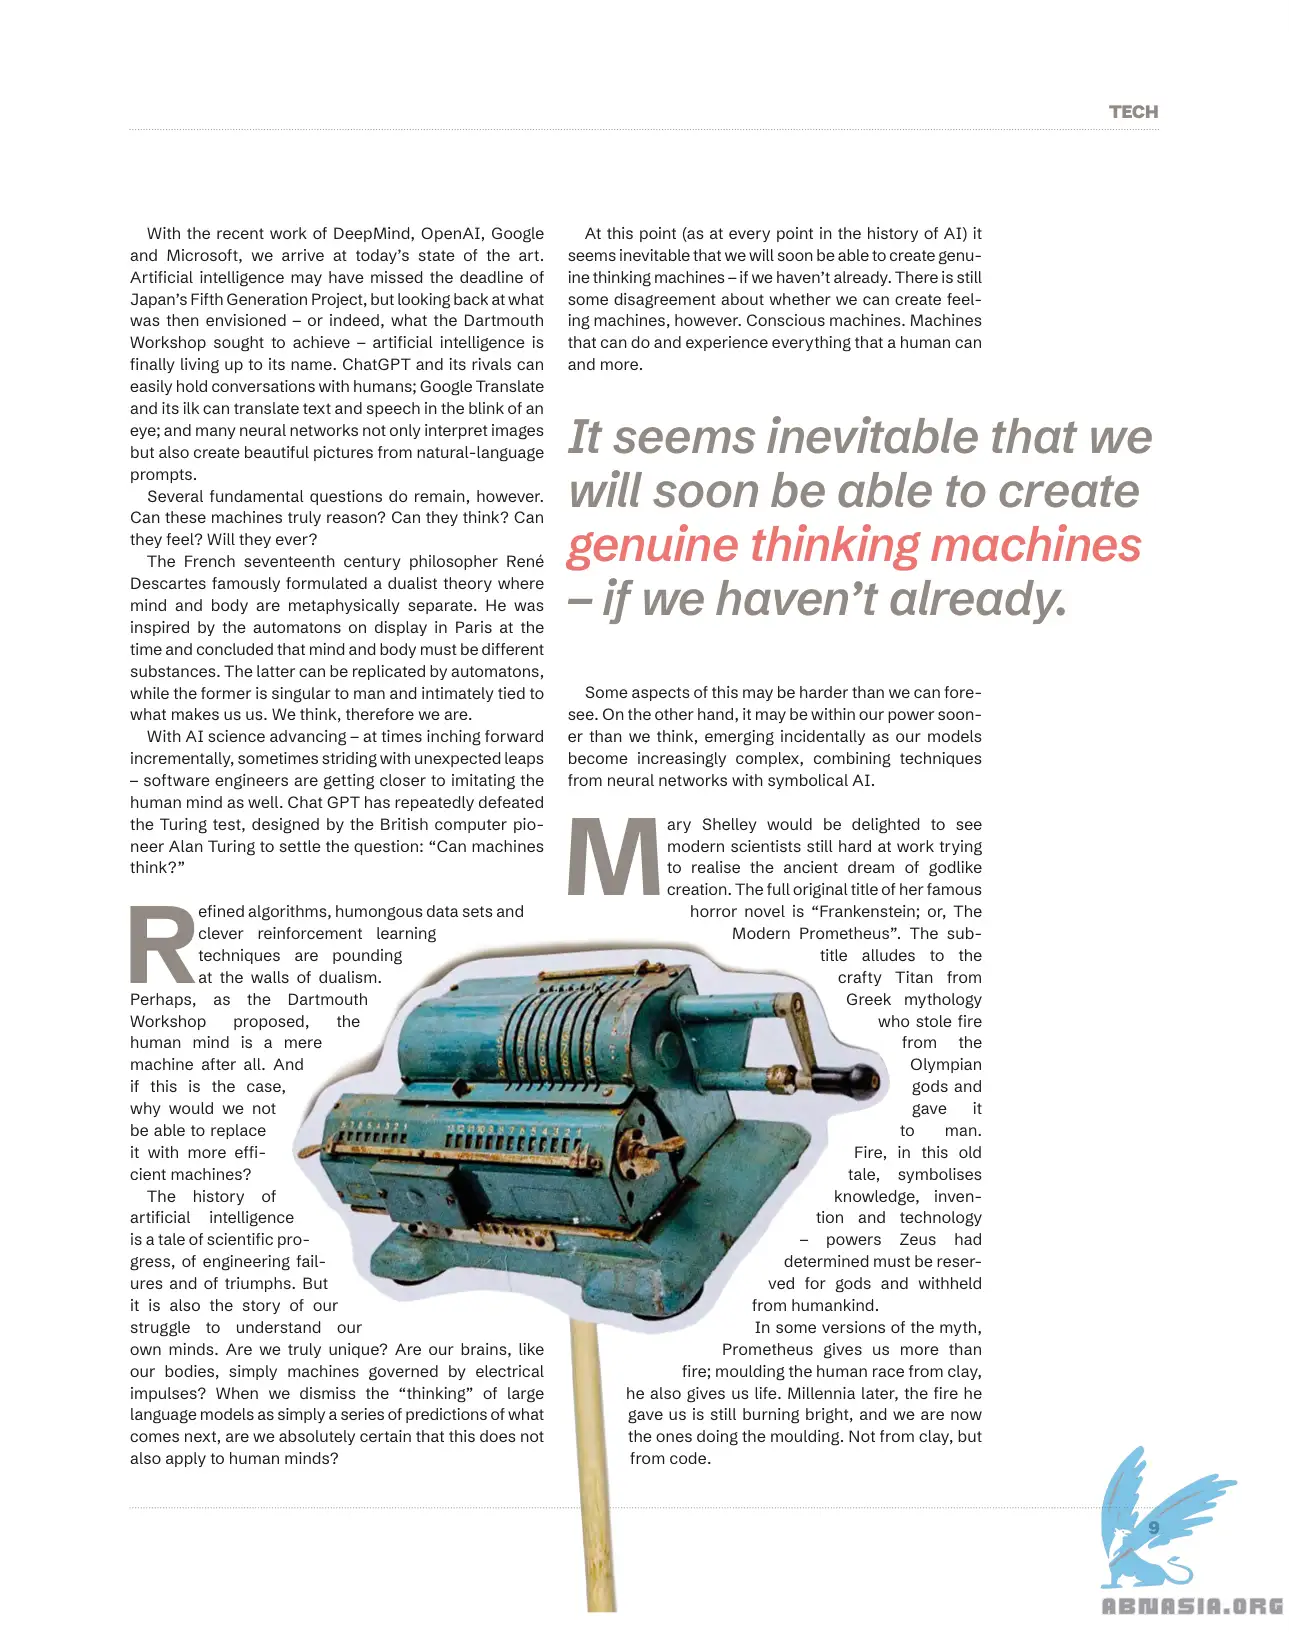 TECH
With the recent work of DeepMind, OpenAI, Google
and Microsoft, we arrive at today's state of the art.
Artificial intelligence may have missed the deadline of
Japan's Fifth Generation Project, but looking back at what
was then envisioned – or indeed, what the Dartmouth
Workshop sought to achieve – artificial intelligence is
finally living up to its name. ChatGPT and its rivals can
easily hold conversations with humans; Google Translate
and its ilk can translate text and speech in the blink of an
eye; and many neural networks not only interpret images
but also create beautiful pictures from natural-language
prompts.
Several fundamental questions do remain, however.
Can these machines truly reason? Can they think? Can
they feel? Will they ever?
The French seventeenth century philosopher René
Descartes famously formulated a dualist theory where
mind and body are metaphysically separate. He was
inspired by the automatons on display in Paris at the
time and concluded that mind and body must be different
substances. The latter can be replicated by automatons,
while the former is singular to man and intimately tied to
what makes us us. We think, therefore we are.
With AI science advancing – at times inching forward
incrementally, sometimes striding with unexpected leaps
– software engineers are getting closer to imitating the
human mind as well. Chat GPT has repeatedly defeated
the Turing test, designed by the British computer pio-
neer Alan Turing to settle the question: “Can machines
think?”
Refined algorithms, humongous data sets and
clever reinforcement learning
techniques are pounding
at the walls of dualism.
Perhaps, as the Dartmouth
Workshop proposed, the
human mind is a mere
machine after all. And
if this is the case,
why would we not
be able to replace
it with more effi-
cient machines?
The history of
artificial intelligence
is a tale of scientific pro-
gress, of engineering fail-
ures and of triumphs. But
it is also the story of our
struggle to understand our
own minds. Are we truly unique? Are our brains, like
our bodies, simply machines governed by electrical
impulses? When we dismiss the “thinking” of large
language models as simply a series of predictions of what
comes next, are we absolutely certain that this does not
also apply to human minds?
At this point (as at every point in the history of AI) it
seems inevitable that we will soon be able to create genu-
ine thinking machines – if we haven't already. There is still
some disagreement about whether we can create feel-
ing machines, however. Conscious machines. Machines
that can do and experience everything that a human can
and more.
It seems inevitable that we
will soon be able to create
genuine thinking machines
– if we haven't already.
Some aspects of this may be harder than we can fore-
see. On the other hand, it may be within our power soon-
er than we think, emerging incidentally as our models
become increasingly complex, combining techniques
from neural networks with symbolical AI.
Mary Shelley would be delighted to see
modern scientists still hard at work trying
to realise the ancient dream of godlike
creation. The full original title of her famous
horror novel is “Frankenstein; or, The
Modern Prometheus”. The sub-
title alludes to the
crafty Titan from
Greek mythology
who stole fire
from the
Olympian
gods and
gave it
to man.
Fire, in this old
tale, symbolises
knowledge, inven-
tion and technology
– powers Zeus had
determined must be reser-
ved for gods and withheld
from humankind.
In some versions of the myth,
Prometheus gives us more than
fire; moulding the human race from clay,
he also gives us life. Millennia later, the fire he
gave us is still burning bright, and we are now
the ones doing the moulding. Not from clay, but
from code.
9
ABNASIA.ORG